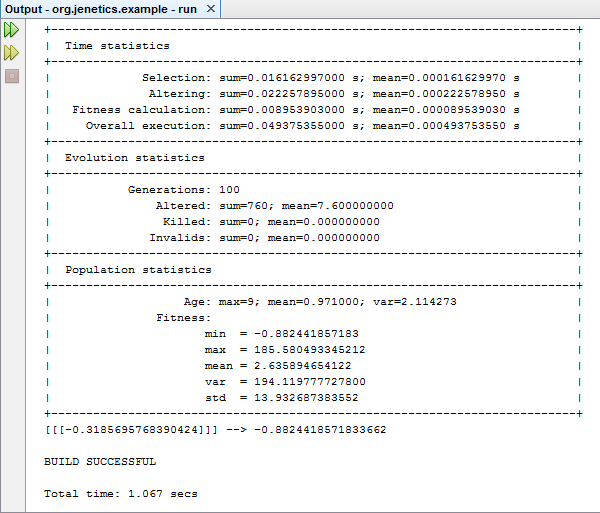 Output - org.jenetics.example - run ×
+---------------------------------------------------------------------------+
|  Time statistics                                                          |
+---------------------------------------------------------------------------+
|             Selection: sum=0.016162997000 s; mean=0.000161629970 s        |
|              Altering: sum=0.022257895000 s; mean=0.000222578950 s        |
|   Fitness calculation: sum=0.008953903000 s; mean=0.000089539030 s        |
|     Overall execution: sum=0.049375355000 s; mean=0.000493753550 s        |
+---------------------------------------------------------------------------+
|  Evolution statistics                                                     |
+---------------------------------------------------------------------------+
|           Generations: 100                                                |
|               Altered: sum=760; mean=7.600000000                          |
|                Killed: sum=0; mean=0.000000000                            |
|              Invalids: sum=0; mean=0.000000000                            |
+---------------------------------------------------------------------------+
|  Population statistics                                                    |
+---------------------------------------------------------------------------+
|                   Age: max=9; mean=0.971000; var=2.114273                 |
|               Fitness:                                                    |
|                      min  = -0.882441857183                               |
|                      max  = 185.580493345212                              |
|                      mean = 2.635894654122                                |
|                      var  = 194.119777727800                              |
|                      std  = 13.932687383552                               |
+---------------------------------------------------------------------------+
[[[-0.3185695768390424]]] --> -0.8824418571833662
BUILD SUCCESSFUL
Total time: 1.067 secs